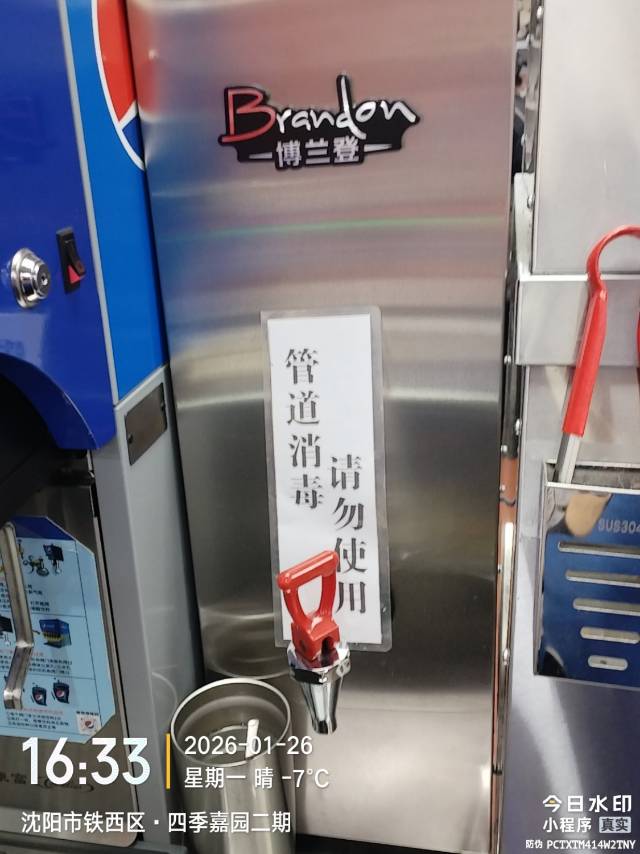 Brandon
博兰登
管道消毒
请勿使用
SUS304
16:33
2026-01-26
星期一 晴 -7℃
沈阳市铁西区·四季嘉园二期
今日水印
小程序 真实
防伪 PCTXTM414W2TNY